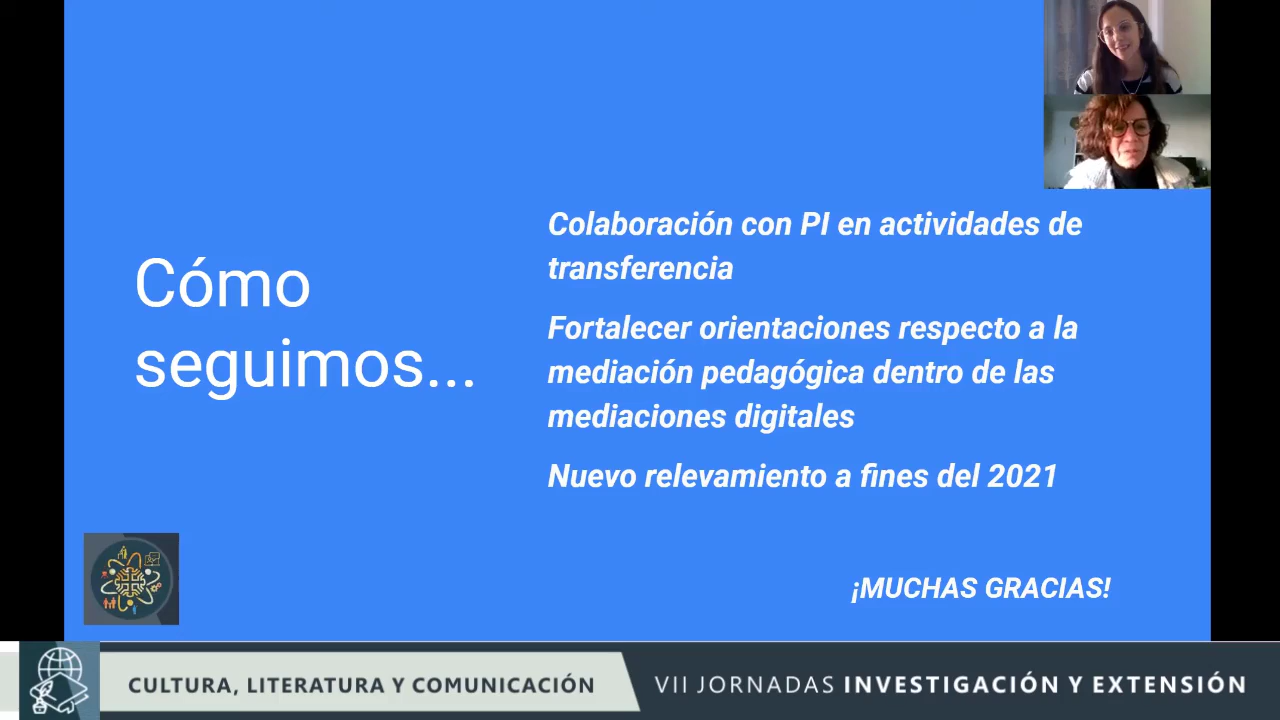 Cómo
seguimos...
Colaboración con PI en actividades de
transferencia
Fortalecer orientaciones respecto a la
mediación pedagógica dentro de las
mediaciones digitales
Nuevo relevamiento a fines del 2021
¡MUCHAS GRACIAS!
CULTURA, LITERATURA Y COMUNICACIÓN
VII JORNADAS INVESTIGACIÓN Y EXTENSIÓN